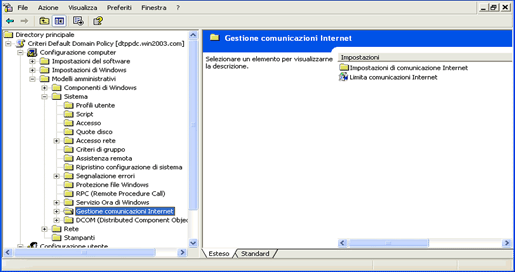 File Azione Visualizza Preferiti Finestra ?
Directory principale
Criteri Default Domain Policy [dtppdc.win2003.com]
Configurazione computer
Impostazioni del software
Impostazioni di Windows
Modelli amministrativi
Componenti di Windows
Sistema
Profili utente
Script
Accesso
Quote disco
Accesso rete
Criteri di gruppo
Assistenza remota
Ripristino configurazione di sistema
Segnalazione errori
Protezione file Windows
RPC (Remote Procedure Call)
Servizio Ora di Windows
Gestione comunicazioni Internet
DCOM (Distributed Component Objec
Rete
Stampanti
Configurazione utente
Gestione comunicazioni Internet
Selezionare un elemento per visualizzarne
la descrizione.
Impostazioni
Impostazioni di comunicazione Internet
Limita comunicazioni Internet
Esteso Standard